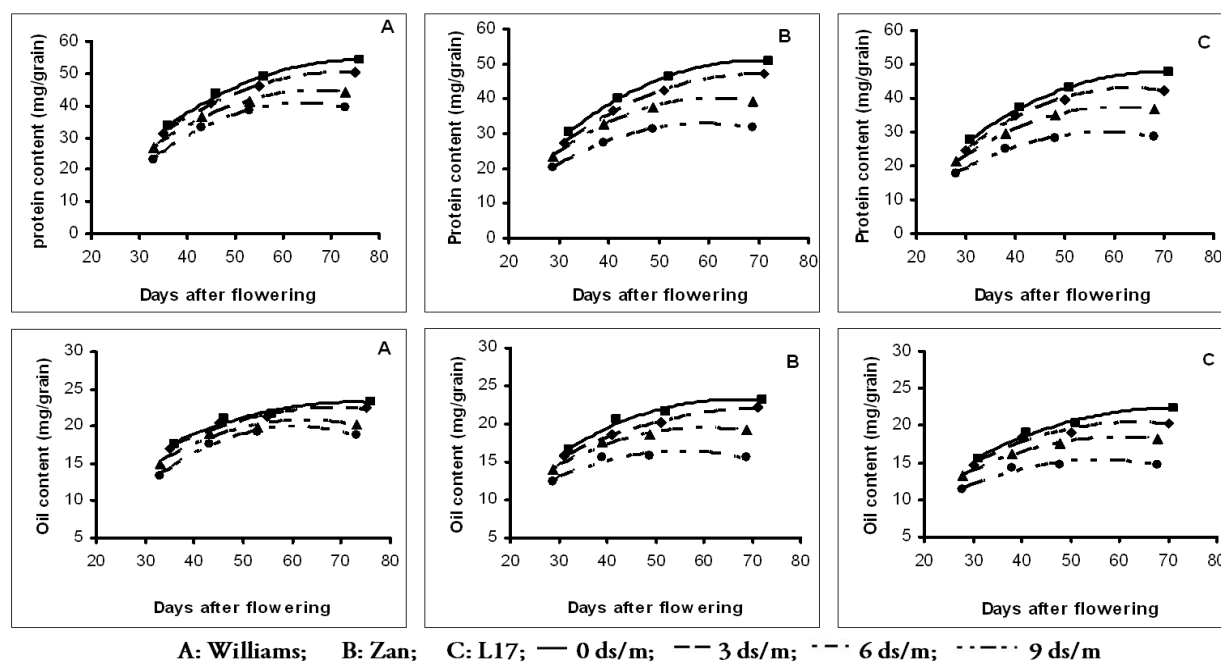 A
60
50
40
30
20
10
0
protein content (mg/grain)
20 30 40 50 60 70 80
Days after flowering
B
60
50
40
30
20
10
0
Protein content (mg/grain)
20 30 40 50 60 70 80
Days after flowering
C
60
50
40
30
20
10
0
Protein content (mg/grain)
20 30 40 50 60 70 80
Days after flowering
A
30
25
20
15
10
5
Oil content (mg/grain)
20 30 40 50 60 70 80
Days after flowering
B
30
25
20
15
10
5
Oil content (mg/grain)
20 30 40 50 60 70 80
Days after flowering
C
30
25
20
15
10
5
Oil content (mg/grain)
20 30 40 50 60 70 80
Days after flowering
A: Williams; B: Zan; C: L17; 0 ds/m; 3 ds/m; 6 ds/m; 9 ds/m